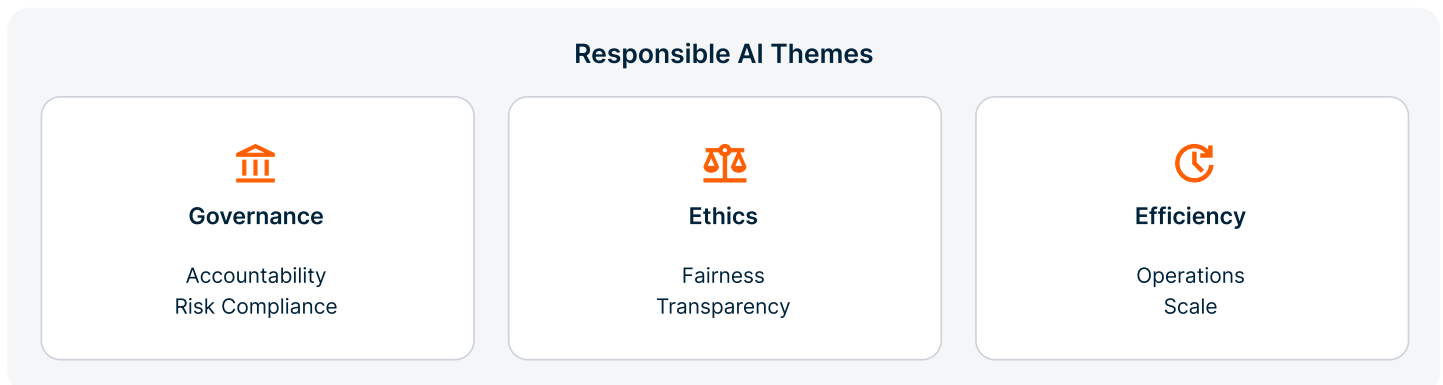 Responsible AI Themes
Governance
Accountability
Risk Compliance
Ethics
Fairness
Transparency
Efficiency
Operations
Scale